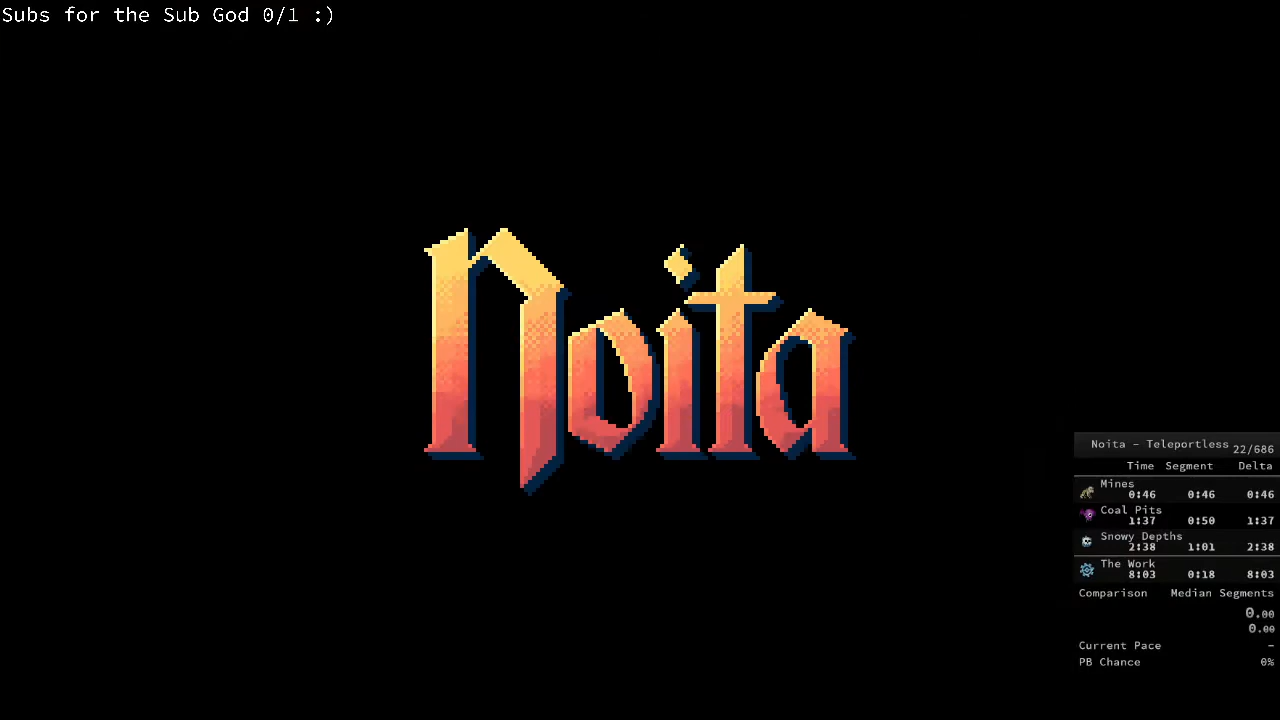 Subs for the Sub God 0/1 :)
Noita
Noita - Teleportless 22/686
Time Segment Delta
Mines
0:46 0:46 0:46
Coal Pits
1:37 0:50 1:37
Snowy Depths
2:38 1:01 2:38
The Work
8:03 0:18 8:03
Comparison Median Segments
0.00
0.00
Current Pace -
PB Chance 0%